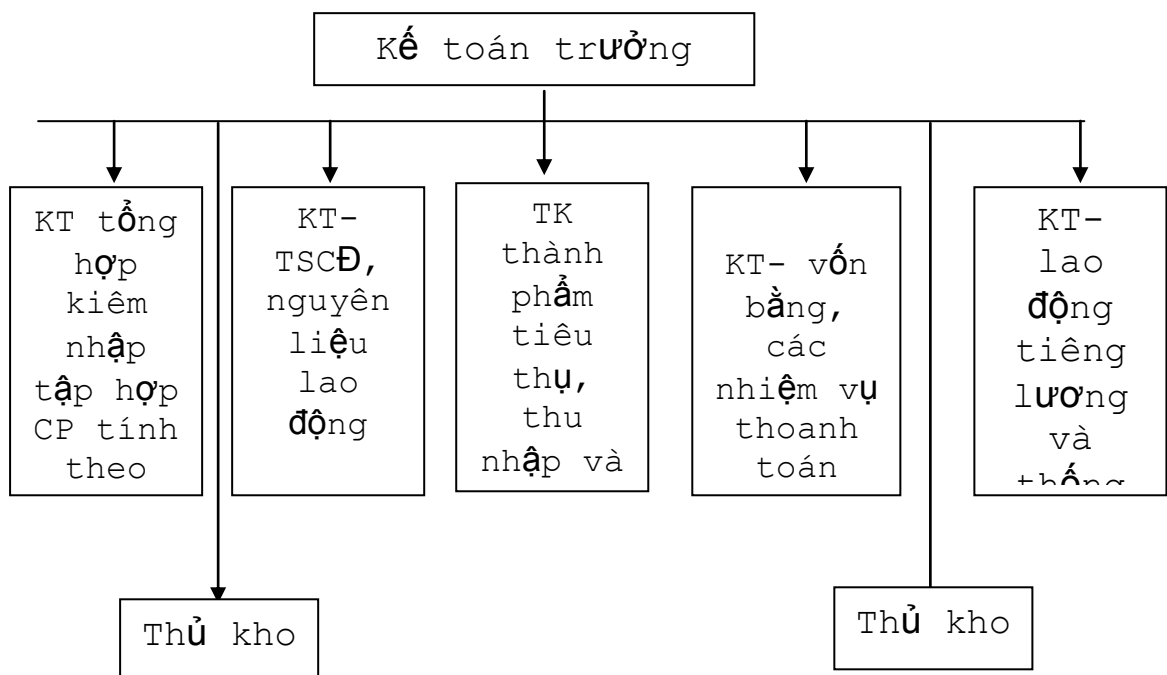 Kế toán trưởng
KT tổng
hợp
kiêm
nhập
tập hợp
CP tính
theo
KT-
TSCĐ,
nguyên
liệu
lao
động
TK
thành
phẩm
tiêu
thụ,
thu
nhập và
KT- vốn
bằng,
các
nhiệm vụ
thoanh
toán
KT-
lao
động
tiêng
lương
và
thống
Thủ kho
Thủ kho